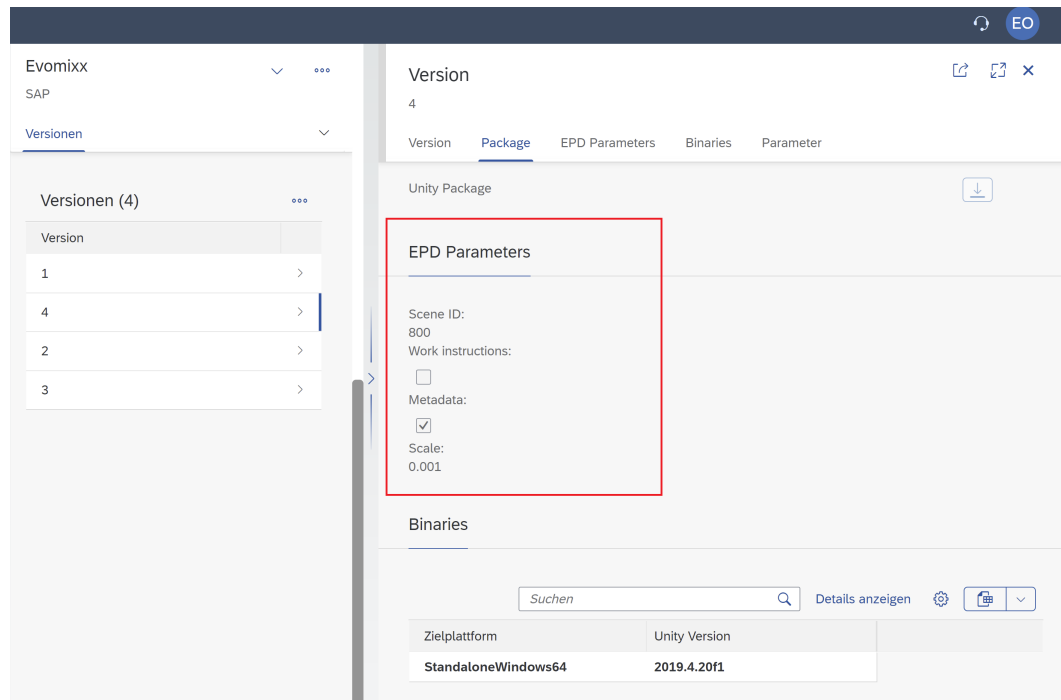 EO
Evomixx
SAP
Versionen
Versionen (4)
Version
1
4
2
3
Version
4
Version Package EPD Parameters Binaries Parameter
Unity Package
EPD Parameters
Scene ID:
800
Work instructions:
Metadata:
Scale:
0.001
Binaries
Suchen Details anzeigen
Zielplattform Unity Version
StandaloneWindows64 2019.4.20f1